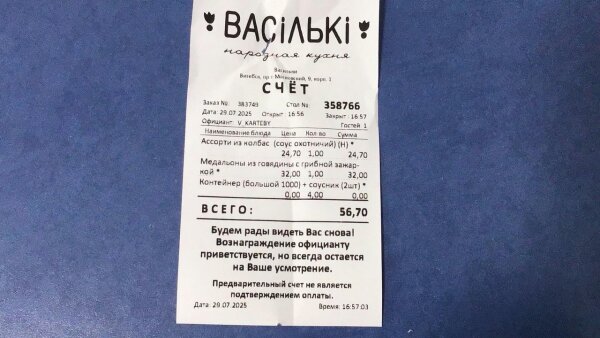 ВАСіЛЬКі
народная кухня
Васильки
Витебск, пр-т Московский, 9, корп. 1
СЧЁТ
Заказ №: 383749 Стол №: 358766
Дата: 29.07.2025 Открыт: 16:56 Закрыт: 16:57
Официант: V_KARTEBY Гостей: 1
Наименование блюда Цена Кол-во Сумма
Ассорти из колбас (соус охотничий) (Н) *
24,70 1,00 24,70
Медальоны из говядины с грибной зажар-
кой * 32,00 1,00 32,00
Контейнер (большой 1000) + соусник (2шт) *
0,00 4,00 0,00
ВСЕГО: 56,70
Будем рады видеть Вас снова!
Вознаграждение официанту
приветствуется, но всегда остается
на Ваше усмотрение.
Предварительный счет не является
подтверждением оплаты.
Дата: 29.07.2025 Время: 16:57:03